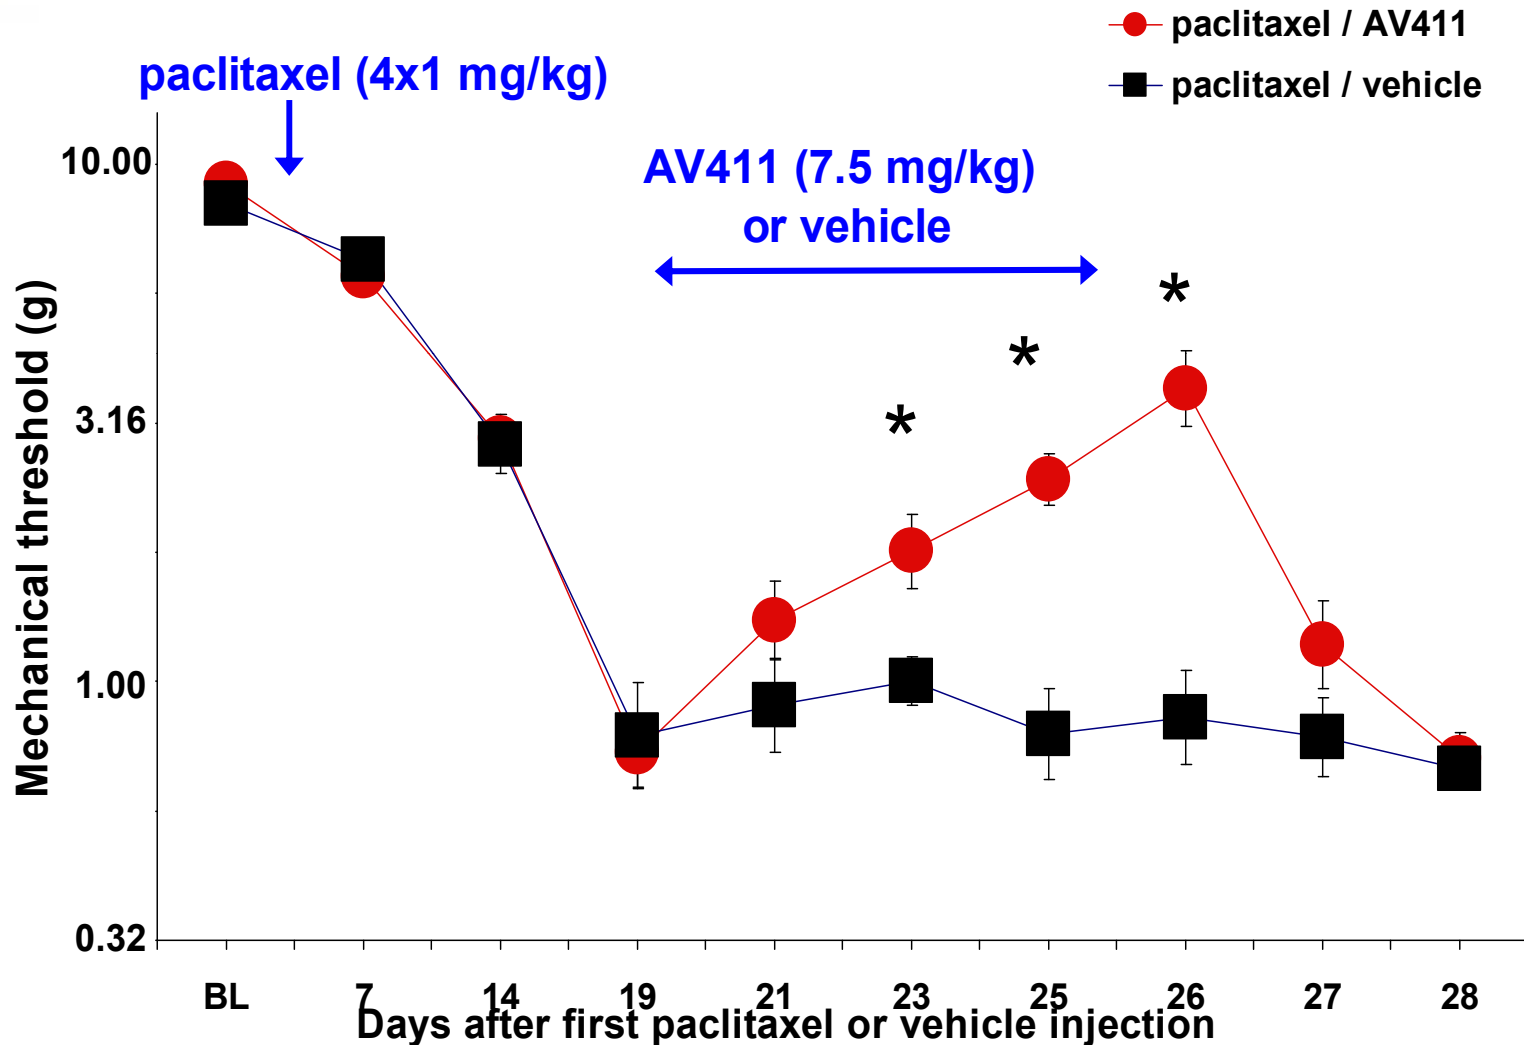 paclitaxel / AV411
paclitaxel / vehicle
paclitaxel (4x1 mg/kg)
AV411 (7.5 mg/kg)
or vehicle
Mechanical threshold (g)
10.00
3.16
1.00
0.32
*
*
*
BL 7 14 19 21 23 25 26 27 28
Days after first paclitaxel or vehicle injection